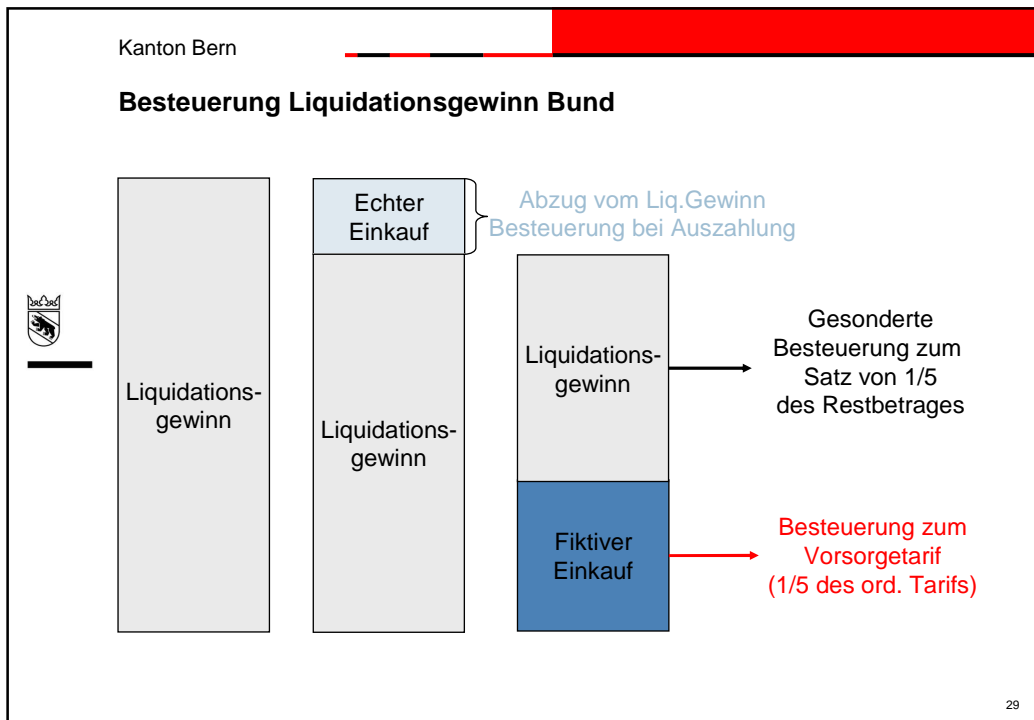 Kanton Bern
Besteuerung Liquidationsgewinn Bund
Liquidations-
gewinn
Echter
Einkauf
Liquidations-
gewinn
Abzug vom Liq.Gewinn
Besteuerung bei Auszahlung
Liquidations-
gewinn
Gesonderte
Besteuerung zum
Satz von 1/5
des Restbetrages
Fiktiver
Einkauf
Besteuerung zum
Vorsorgetarif
(1/5 des ord. Tarifs)
29